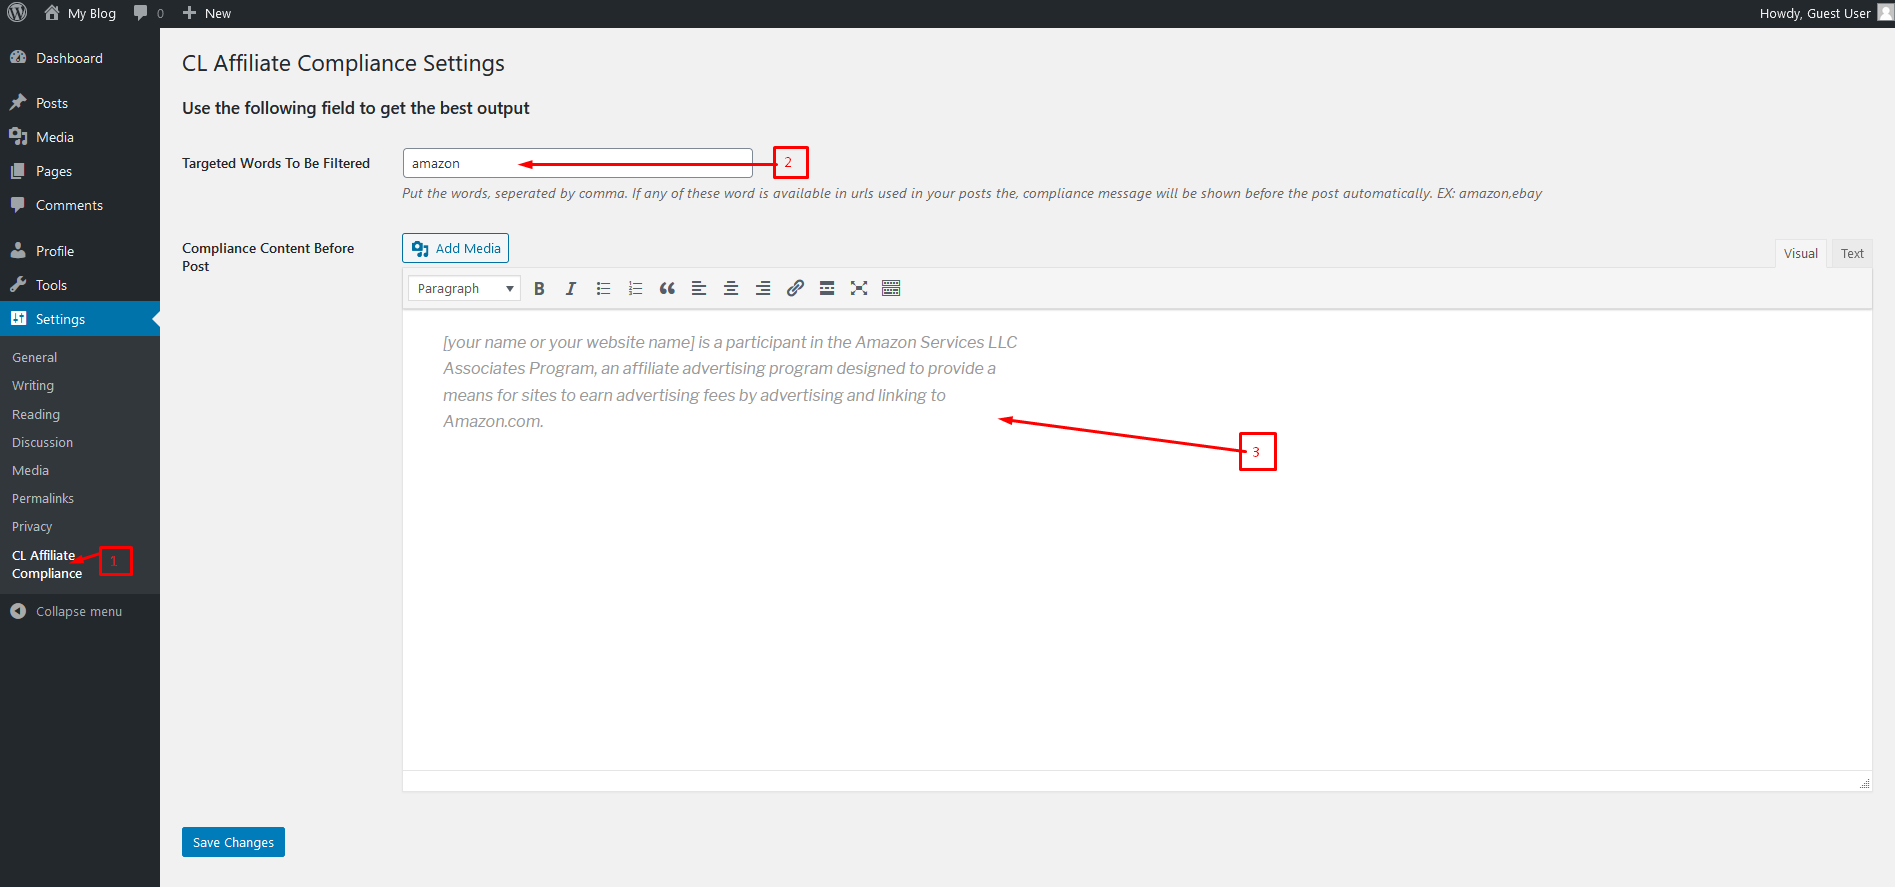 My Blog 0 New Howdy, Guest User
Dashboard
Posts
Media
Pages
Comments
Profile
Tools
Settings
General
Writing
Reading
Discussion
Media
Permalinks
Privacy
CL Affiliate
Compliance
1
Collapse menu
CL Affiliate Compliance Settings
Use the following field to get the best output
Targeted Words To Be Filtered
amazon
2
Put the words, seperated by comma. If any of these word is available in urls used in your posts the, compliance message will be shown before the post automatically. EX: amazon,ebay
Compliance Content Before
Post
Add Media
Visual Text
Paragraph B I
[your name or your website name] is a participant in the Amazon Services LLC
Associates Program, an affiliate advertising program designed to provide a
means for sites to earn advertising fees by advertising and linking to
Amazon.com.
3
Save Changes